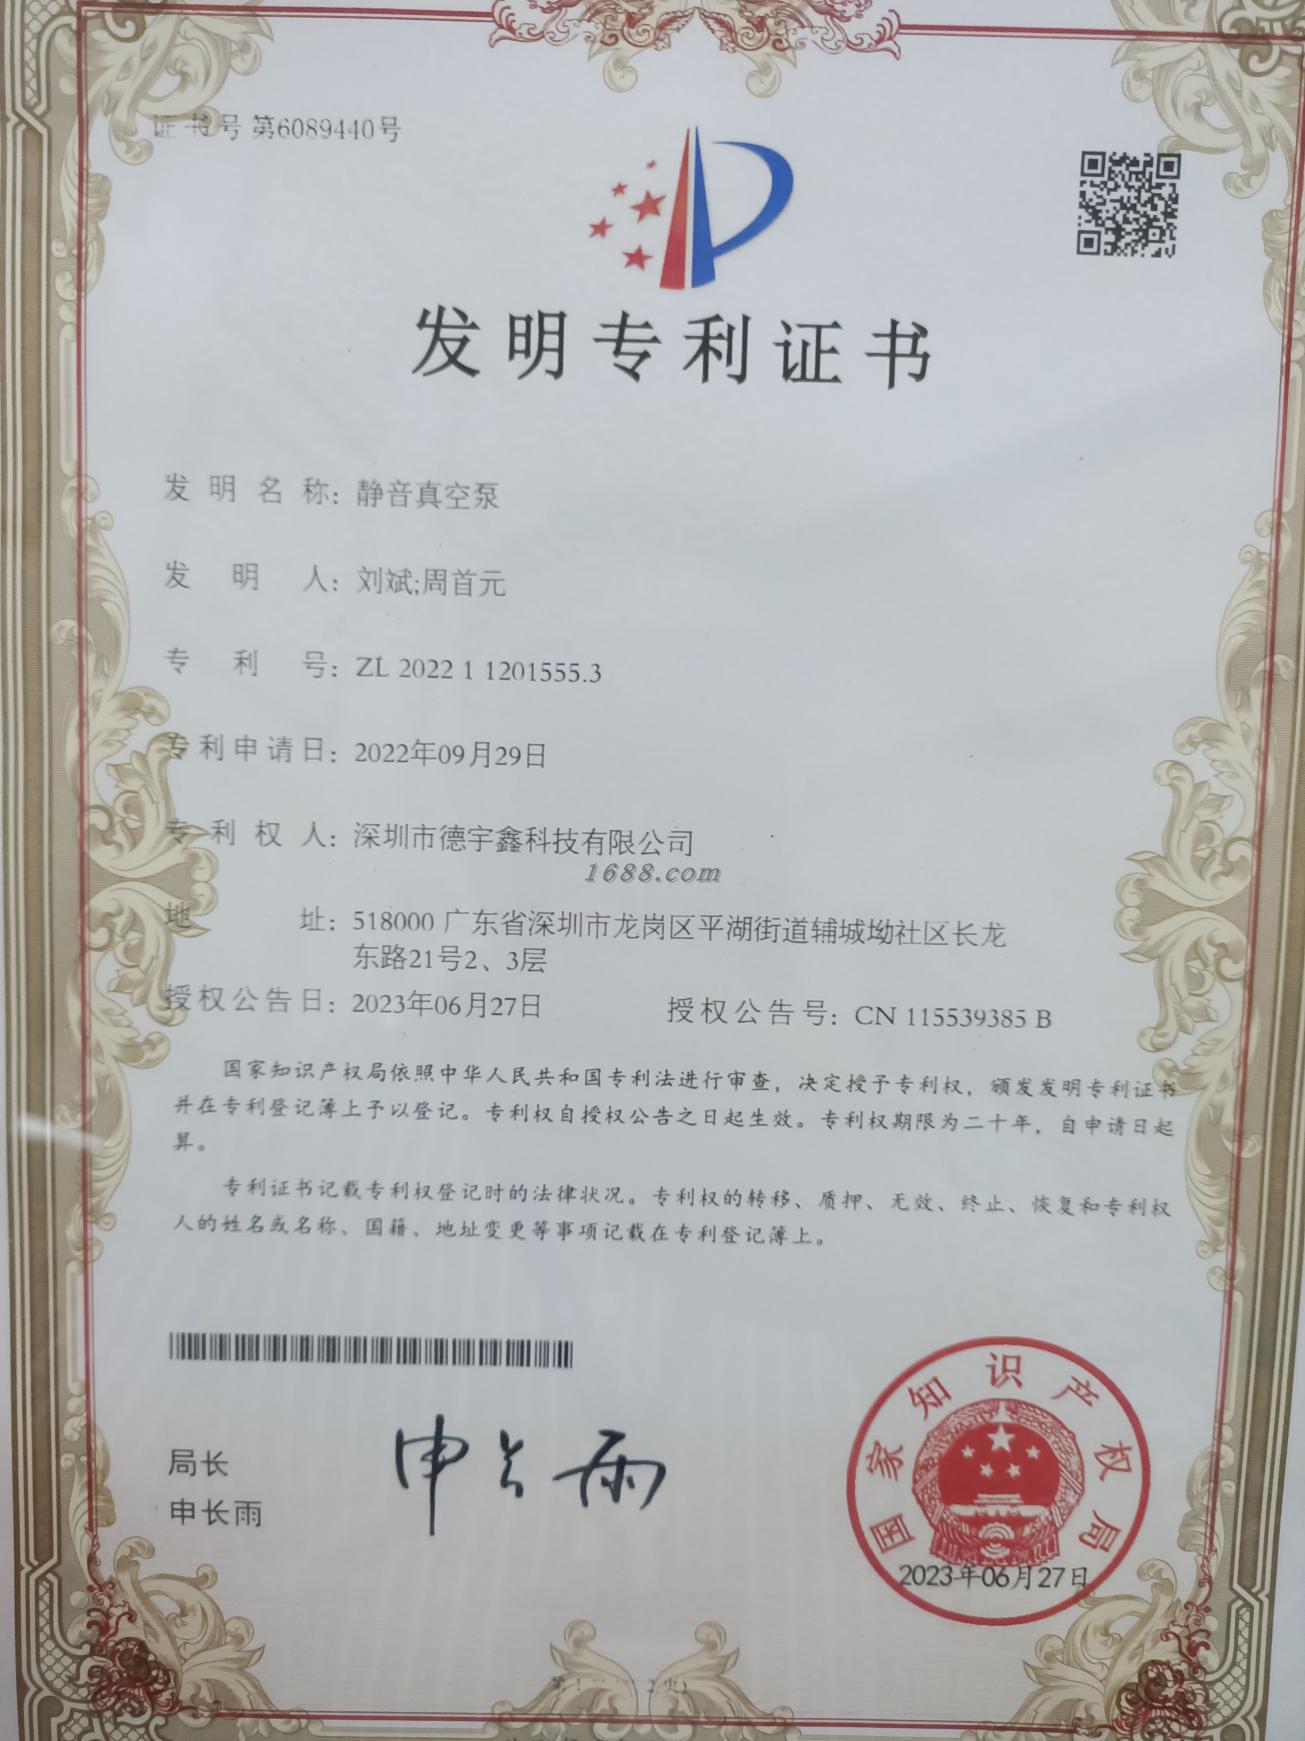 证书号 第6089440号
发明专利证书
发明名称：静音真空泵
发明人：刘斌;周首元
专利号：ZL 2022 1 1201555.3
专利申请日：2022年09月29日
专利权人：深圳市德宇鑫科技有限公司
1688.com
地址：518000 广东省深圳市龙岗区平湖街道辅城坳社区长龙
东路21号2、3层
授权公告日：2023年06月27日 授权公告号：CN 115539385 B
国家知识产权局依照中华人民共和国专利法进行审查，决定授予专利权，颁发发明专利证书
并在专利登记簿上予以登记。专利权自授权公告之日起生效。专利权期限为二十年，自申请日起
算。
专利证书记载专利权登记时的法律状况。专利权的转移、质押、无效、终止、恢复和专利权
人的姓名或名称、国籍、地址变更等事项记载在专利登记簿上。
局长
申长雨
申长雨
国家知识产权局
2023年06月27日